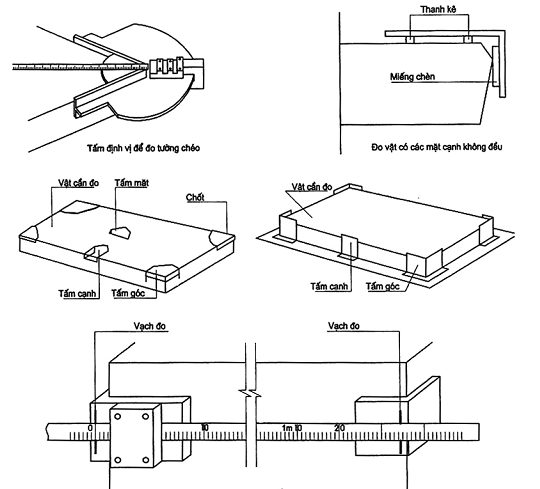 Thanh kê
Miếng chèn
Tấm định vị để đo tường chéo
Đo vật có các mặt cạnh không đều
Vật cần đo
Tấm mặt
Chốt
Tấm cạnh
Tấm góc
Vật cần đo
Tấm cạnh
Tấm góc
Vạch đo
Vạch đo
0
10
1m 10
20